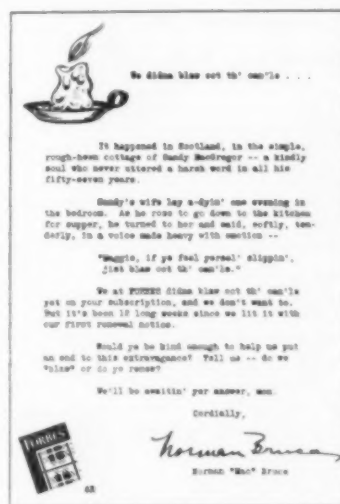 We didna blaw oot th' can'le . . .
It happened in Scotland, in the simple,
rough-hewn cottage of Sandy MacGregor -- a kindly
soul who never uttered a harsh word in all his
fifty-seven years.
Sandy's wife lay a-dyin' one evening in
the bedroom. As he rose to go down to the kitchen
for supper, he turned to her and said, softly, ten-
derly, in a voice made heavy with emotion --
"Maggie, if ye feel yersel' slippin',
jist blaw oot th' can'le."
We at FORBES didna blaw oot th' can'le
yet on your subscription, and we don't want to.
But it's been 12 long weeks since we lit it with
our first renewal notice.
Would ye be kind enough to help us put
an end to this extravagance? Tell us -- do we
"blaw" or do ye renew?
We'll be awaitin' yer answer, mon.
Cordially,
Norman Bruce
Norman "Mac" Bruce
FORBES